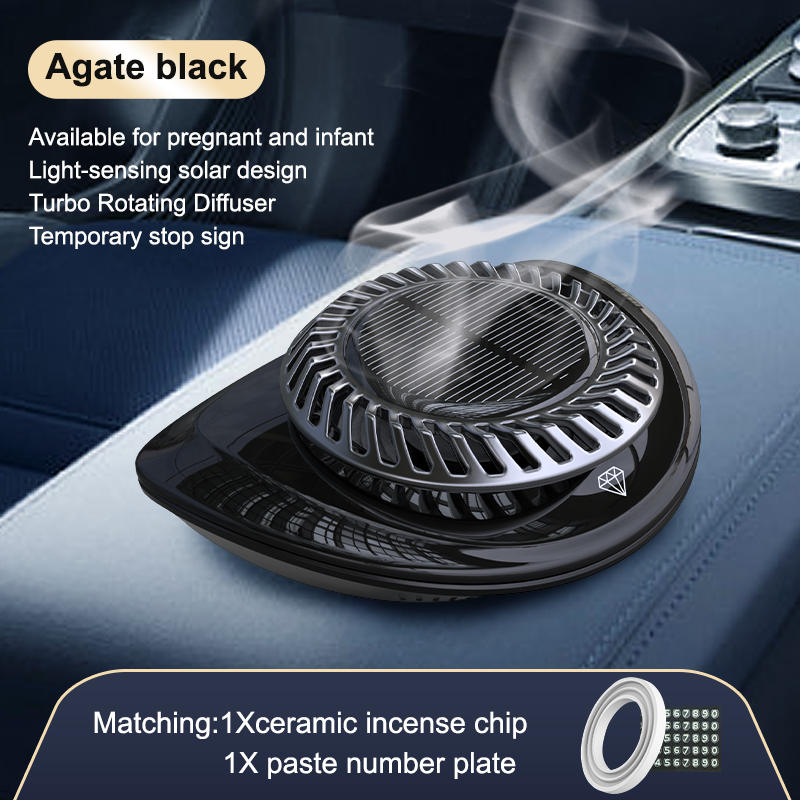 Agate black
Available for pregnant and infant
Light-sensing solar design
Turbo Rotating Diffuser
Temporary stop sign
Matching:1Xceramic incense chip
1X paste number plate
567890
567890
567890
567890
4567890